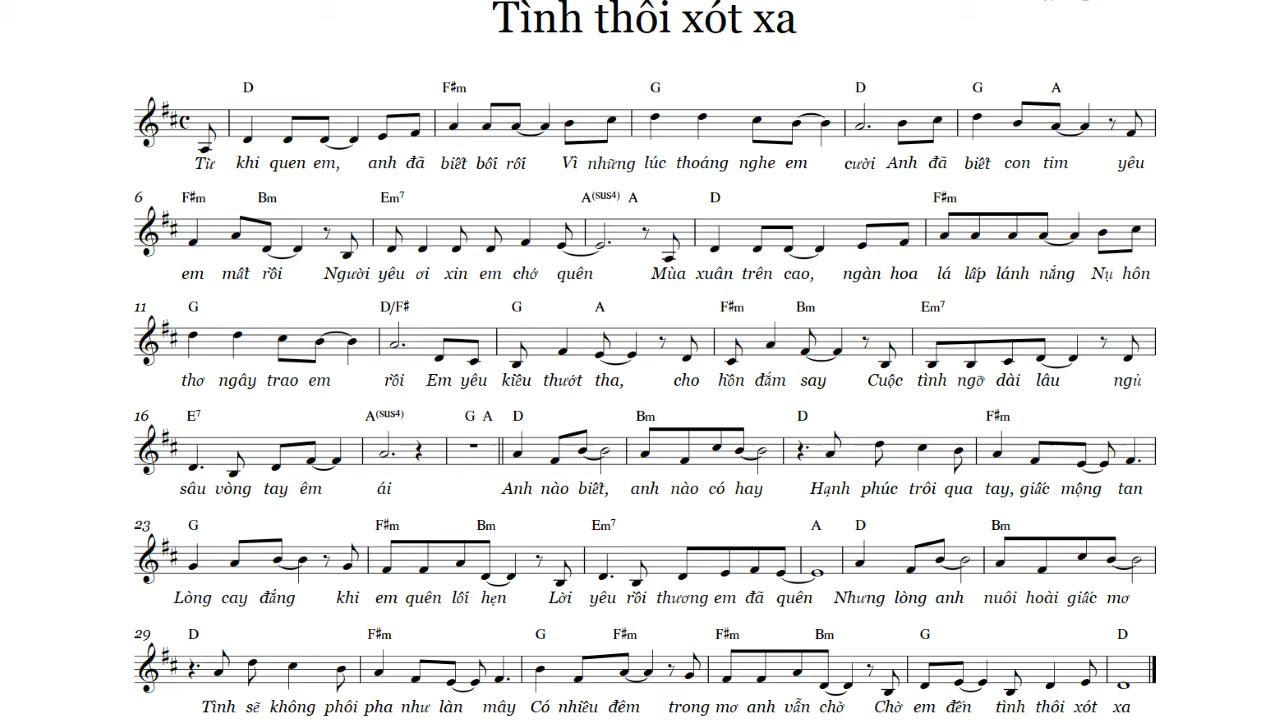 Tình thôi xót xa
D F♯m G D G A
Từ khi quen em, anh đã biết bối rối Vì những lúc thoáng nghe em cười Anh đã biết con tim yêu
6 F♯m Bm Em7 A(sus4) A D F♯m
em mất rồi Người yêu ơi xin em chớ quên Mùa xuân trên cao, ngàn hoa lá lấp lánh nắng Nụ hôn
11 G D/F♯ G A F♯m Bm Em7
thơ ngây trao em rồi Em yêu kiều thướt tha, cho hồn đắm say Cuộc tình ngỡ dài lâu ngủ
16 E7 A(sus4) G A D Bm D F♯m
sâu vòng tay êm ái Anh nào biết, anh nào có hay Hạnh phúc trôi qua tay, giấc mộng tan
23 G F♯m Bm Em7 A D Bm
Lòng cay đắng khi em quên lối hẹn Lời yêu rồi thương em đã quên Nhưng lòng anh nuôi hoài giấc mơ
29 D F♯m G F♯m F♯m Bm G D
Tình sẽ không phôi pha như làn mây Có nhiều đêm trong mơ anh vẫn chờ Chờ em đến tình thôi xót xa